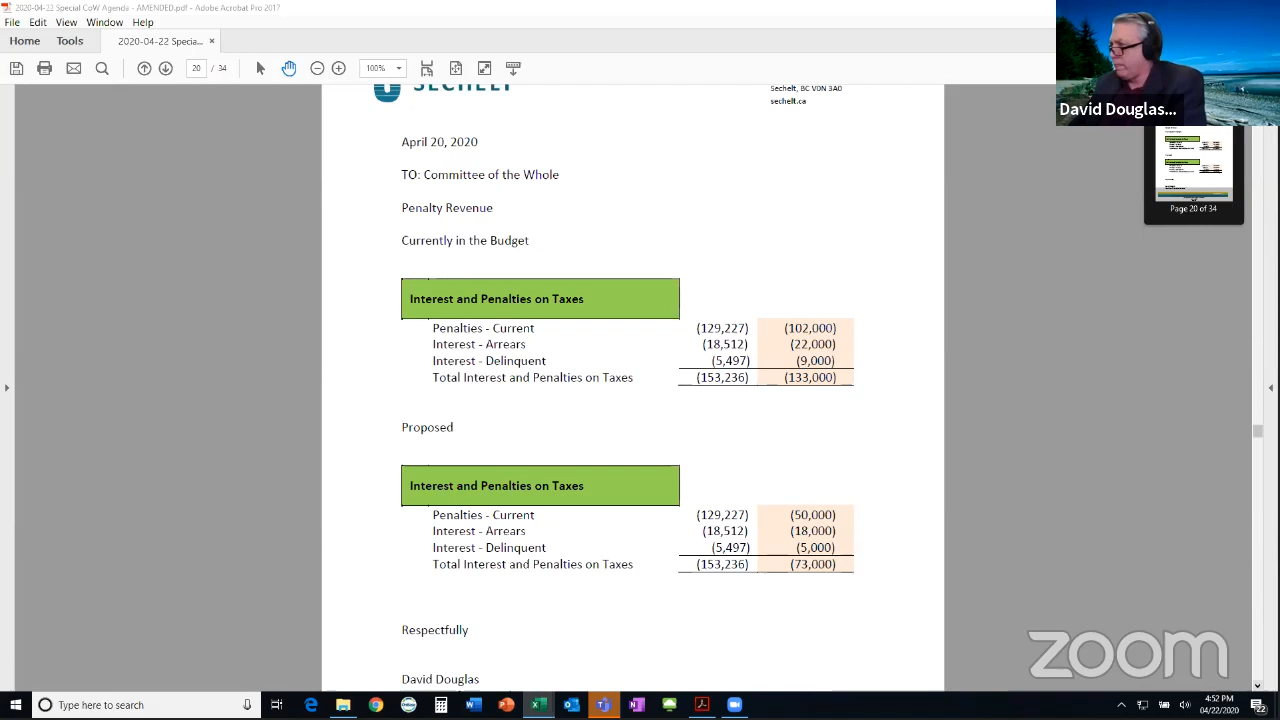 2020-04-22 Special CoW Agenda - AMENDED.pdf - Adobe Acrobat Pro 2017
File Edit View Window Help
Home Tools 2020-04-22 Specia... ×
20 / 34 100%
SECHELT
Sechelt, BC V0N 3A0
sechelt.ca
David Douglas...
Page 20 of 34
April 20, 2020
TO: Committee of the Whole
Penalty Revenue
Currently in the Budget
Interest and Penalties on Taxes
Penalties - Current (129,227) (102,000)
Interest - Arrears (18,512) (22,000)
Interest - Delinquent (5,497) (9,000)
Total Interest and Penalties on Taxes (153,236) (133,000)
Proposed
Interest and Penalties on Taxes
Penalties - Current (129,227) (50,000)
Interest - Arrears (18,512) (18,000)
Interest - Delinquent (5,497) (5,000)
Total Interest and Penalties on Taxes (153,236) (73,000)
Respectfully
David Douglas
zoom
Type here to search
4:52 PM
04/22/2020